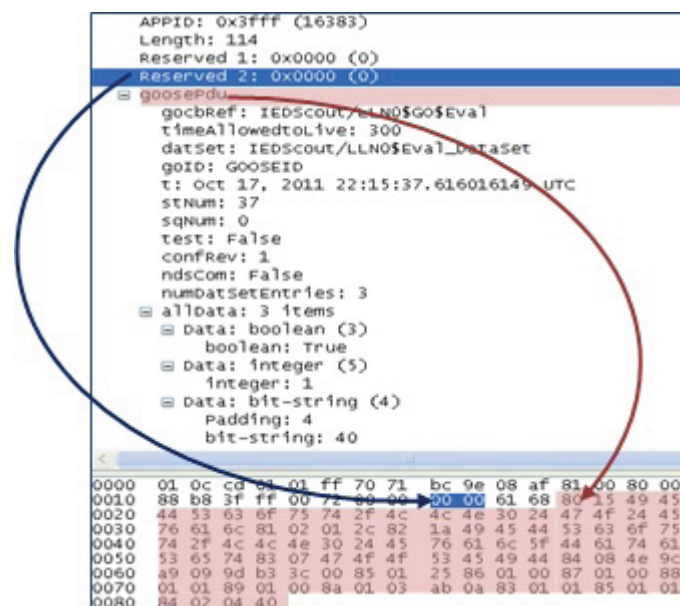 APPID: 0x3fff (16383)
Length: 114
Reserved 1: 0x0000 (0)
Reserved 2: 0x0000 (0)
goosePdu
gocbRef: IEDScout/LLN0$GO$Eval
timeAllowedtoLive: 300
datSet: IEDScout/LLN0$Eval_DataSet
goID: GOOSEID
t: Oct 17, 2011 22:15:37.616016149 UTC
stNum: 37
sqNum: 0
test: False
confRev: 1
ndsCom: False
numDatSetEntries: 3
allData: 3 items
Data: boolean (3)
boolean: True
Data: integer (5)
integer: 1
Data: bit-string (4)
Padding: 4
bit-string: 40
0000 01 0c cd 01 01 ff 70 71 bc 9e 08 af 81 00 80 00
0010 88 b8 3f ff 00 72 00 00 00 00 61 68 80 15 49 45
0020 44 53 63 6f 75 74 2f 4c 4c 4e 30 24 47 4f 24 45
0030 76 61 6c 81 02 01 2c 82 1a 49 45 44 53 63 6f 75
0040 74 2f 4c 4c 4e 30 24 45 76 61 6c 5f 44 61 74 61
0050 53 65 74 83 07 47 4f 4f 53 45 49 44 84 08 4e 9c
0060 a9 09 9d b3 3c 00 85 01 25 86 01 00 87 01 00 88
0070 01 01 89 01 00 8a 01 03 ab 0a 83 01 01 85 01 01
0080 84 02 04 40